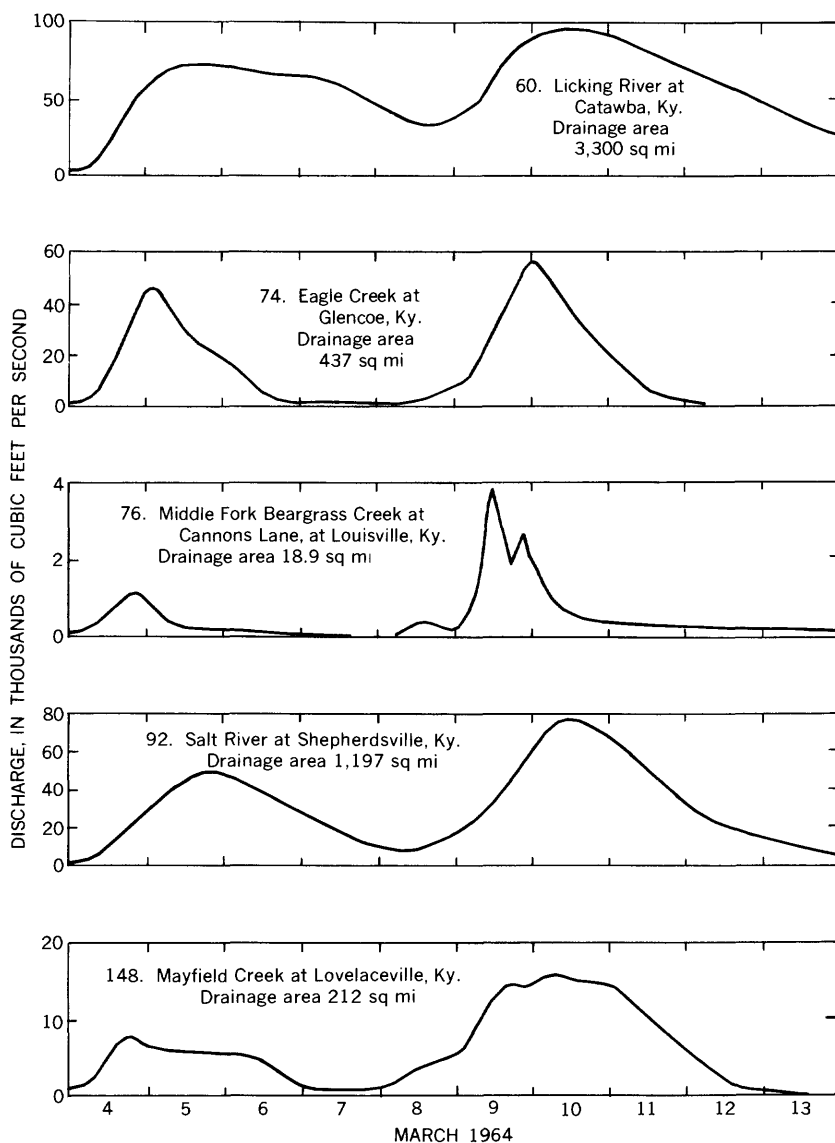 DISCHARGE, IN THOUSANDS OF CUBIC FEET PER SECOND
100
50
0
60. Licking River at
Catawba, Ky.
Drainage area
3,300 sq mi
60
40
20
0
74. Eagle Creek at
Glencoe, Ky.
Drainage area
437 sq mi
4
2
0
76. Middle Fork Beargrass Creek at
Cannons Lane, at Louisville, Ky.
Drainage area 18.9 sq mi
80
60
40
20
0
92. Salt River at Shepherdsville, Ky.
Drainage area 1,197 sq mi
20
10
0
148. Mayfield Creek at Lovelaceville, Ky.
Drainage area 212 sq mi
4 5 6 7 8 9 10 11 12 13
MARCH 1964